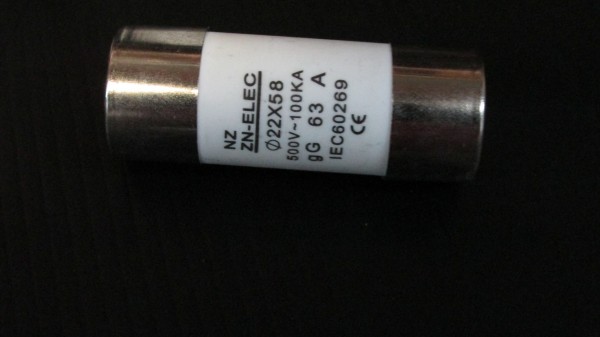 NZ
ZN-ELEC
Ø22X58
500V~100KA
gG 63 A
IEC60269
CE